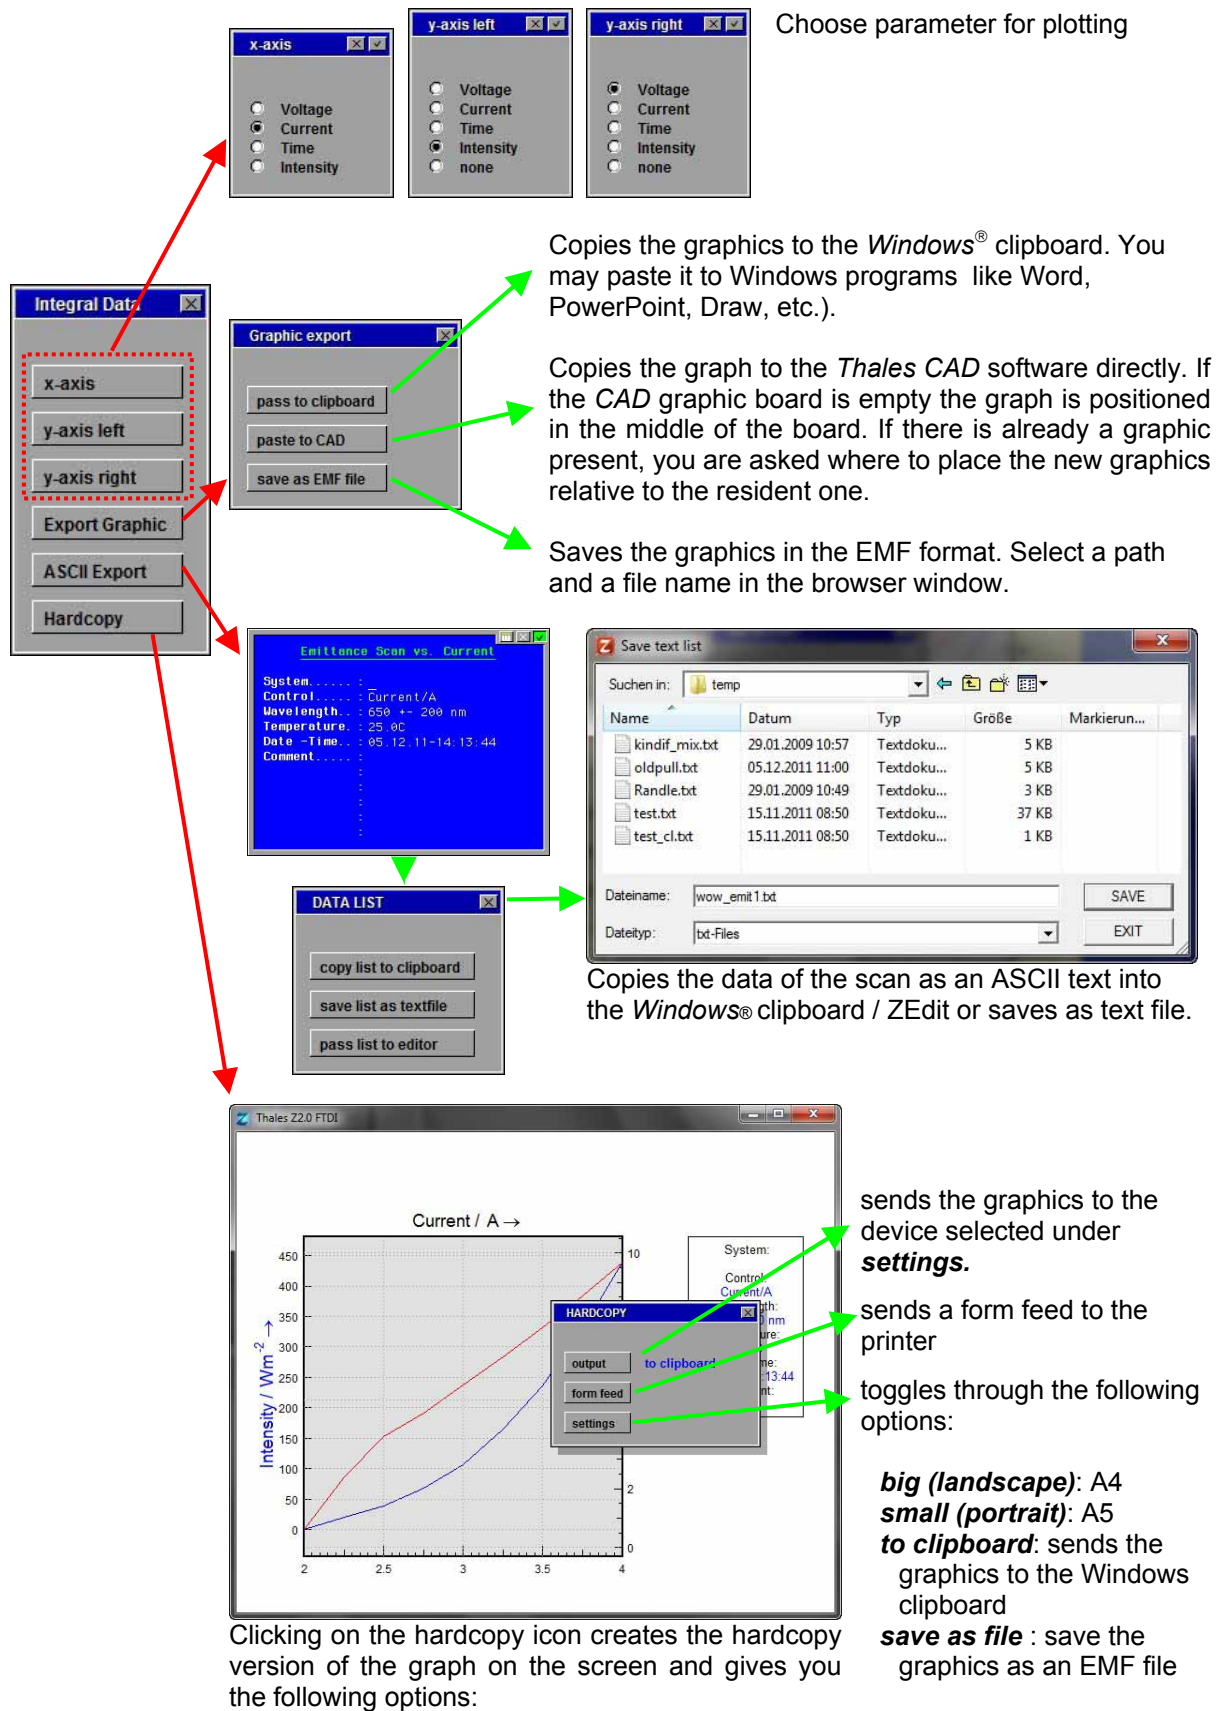 Choose parameter for plotting
x-axis
Voltage
Current
Time
Intensity
y-axis left
Voltage
Current
Time
Intensity
none
y-axis right
Voltage
Current
Time
Intensity
none
Integral Data
x-axis
y-axis left
y-axis right
Export Graphic
ASCII Export
Hardcopy
Graphic export
pass to clipboard
paste to CAD
save as EMF file
Copies the graphics to the Windows® clipboard. You
may paste it to Windows programs like Word,
PowerPoint, Draw, etc.).
Copies the graph to the Thales CAD software directly. If
the CAD graphic board is empty the graph is positioned
in the middle of the board. If there is already a graphic
present, you are asked where to place the new graphics
relative to the resident one.
Saves the graphics in the EMF format. Select a path
and a file name in the browser window.
Emittance Scan vs. Current
System...... :
Control..... : Current/A
Wavelength.. : 650 +- 200 nm
Temperature. : 25.0C
Date -Time.. : 05.12.11-14:13:44
Comment..... :
:
:
:
:
:
DATA LIST
copy list to clipboard
save list as textfile
pass list to editor
Save text list
Suchen in: temp
Name Datum Typ Größe Markierun...
kindif_mix.txt 29.01.2009 10:57 Textdoku... 5 KB
oldpull.txt 05.12.2011 11:00 Textdoku... 5 KB
Randle.txt 29.01.2009 10:49 Textdoku... 3 KB
test.txt 15.11.2011 08:50 Textdoku... 37 KB
test_cl.txt 15.11.2011 08:50 Textdoku... 1 KB
Dateiname: wow_emit1.txt SAVE
Dateityp: txt-Files EXIT
Copies the data of the scan as an ASCII text into
the Windows® clipboard / ZEdit or saves as text file.
Thales Z2.0 FTDI
Current / A →
Intensity / Wm-2 →
450
400
350
300
250
200
150
100
50
0
2 2.5 3 3.5 4
10
2
0
System:
Control:
Current/A
gth:
0 nm
ure:
me:
:13:44
nt:
HARDCOPY
output to clipboard
form feed
settings
sends the graphics to the
device selected under
settings.
sends a form feed to the
printer
toggles through the following
options:
big (landscape): A4
small (portrait): A5
to clipboard: sends the
graphics to the Windows
clipboard
save as file : save the
graphics as an EMF file
Clicking on the hardcopy icon creates the hardcopy
version of the graph on the screen and gives you
the following options: